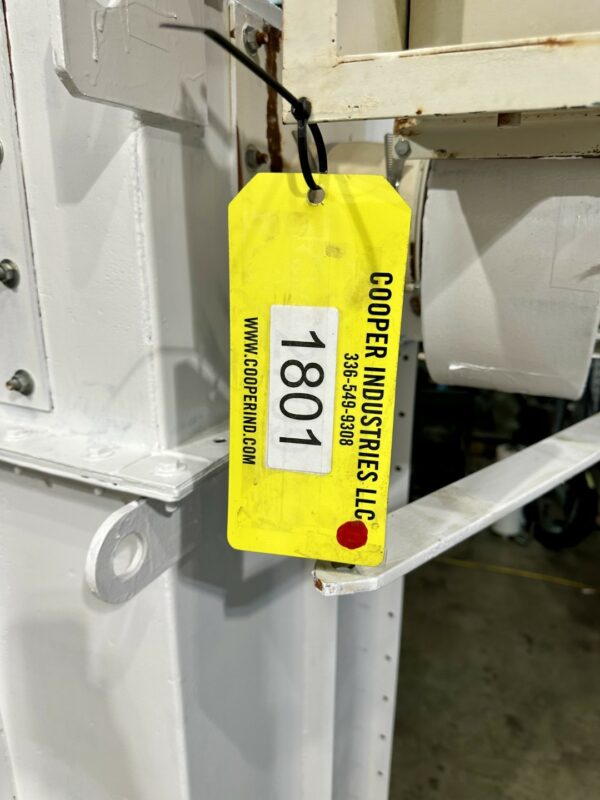 COOPER INDUSTRIES LLC
336-549-9308
1801
WWW.COOPERIND.COM